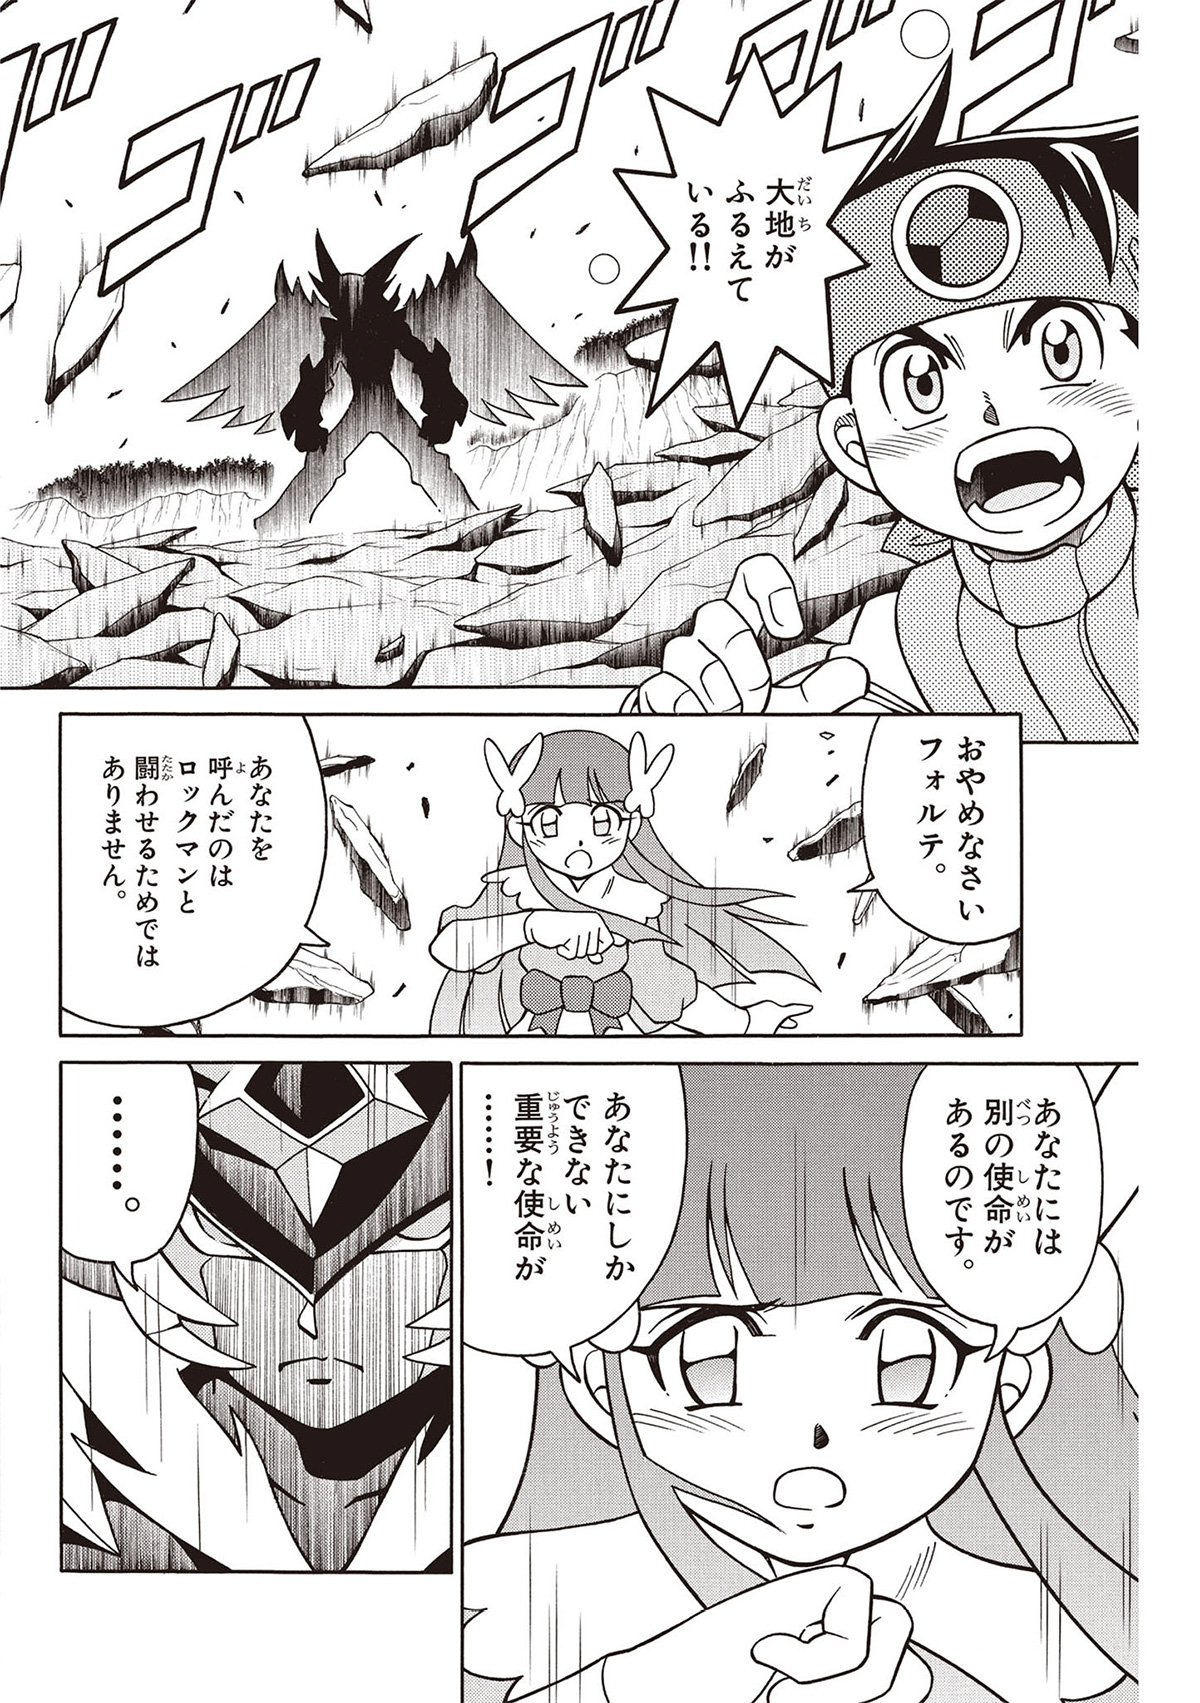 ゴゴゴゴゴ
大地が
ふるえて
いる!!
おやめなさい
フォルテ。
あなたを
呼んだのは
ロックマンと
闘わせるためでは
ありません。
あなたには
別の使命が
あるのです。
あなたにしか
できない
重要な使命が
……!
……。